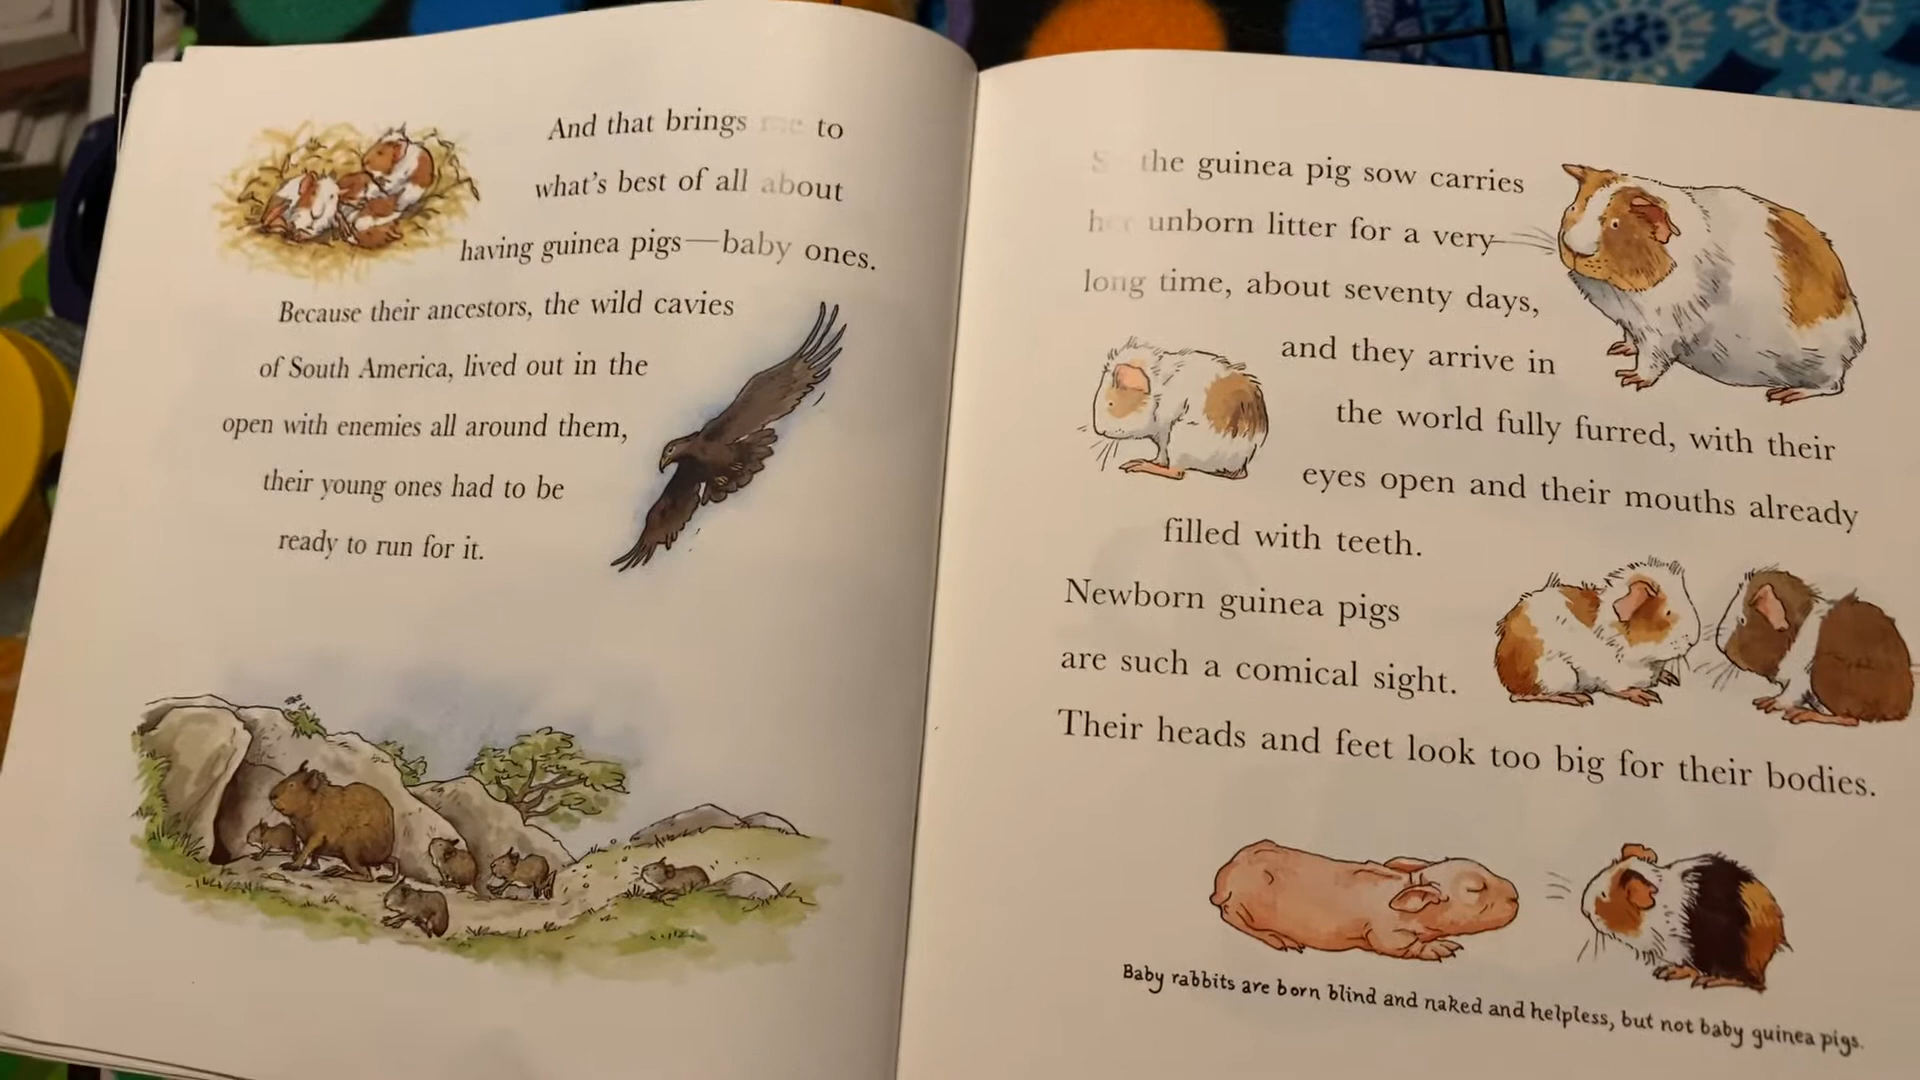 And that brings me to
what's best of all about
having guinea pigs—baby ones.
Because their ancestors, the wild cavies
of South America, lived out in the
open with enemies all around them,
their young ones had to be
ready to run for it.
So the guinea pig sow carries
her unborn litter for a very
long time, about seventy days,
and they arrive in
the world fully furred, with their
eyes open and their mouths already
filled with teeth.
Newborn guinea pigs
are such a comical sight.
Their heads and feet look too big for their bodies.
Baby rabbits are born blind and naked and helpless, but not baby guinea pigs.